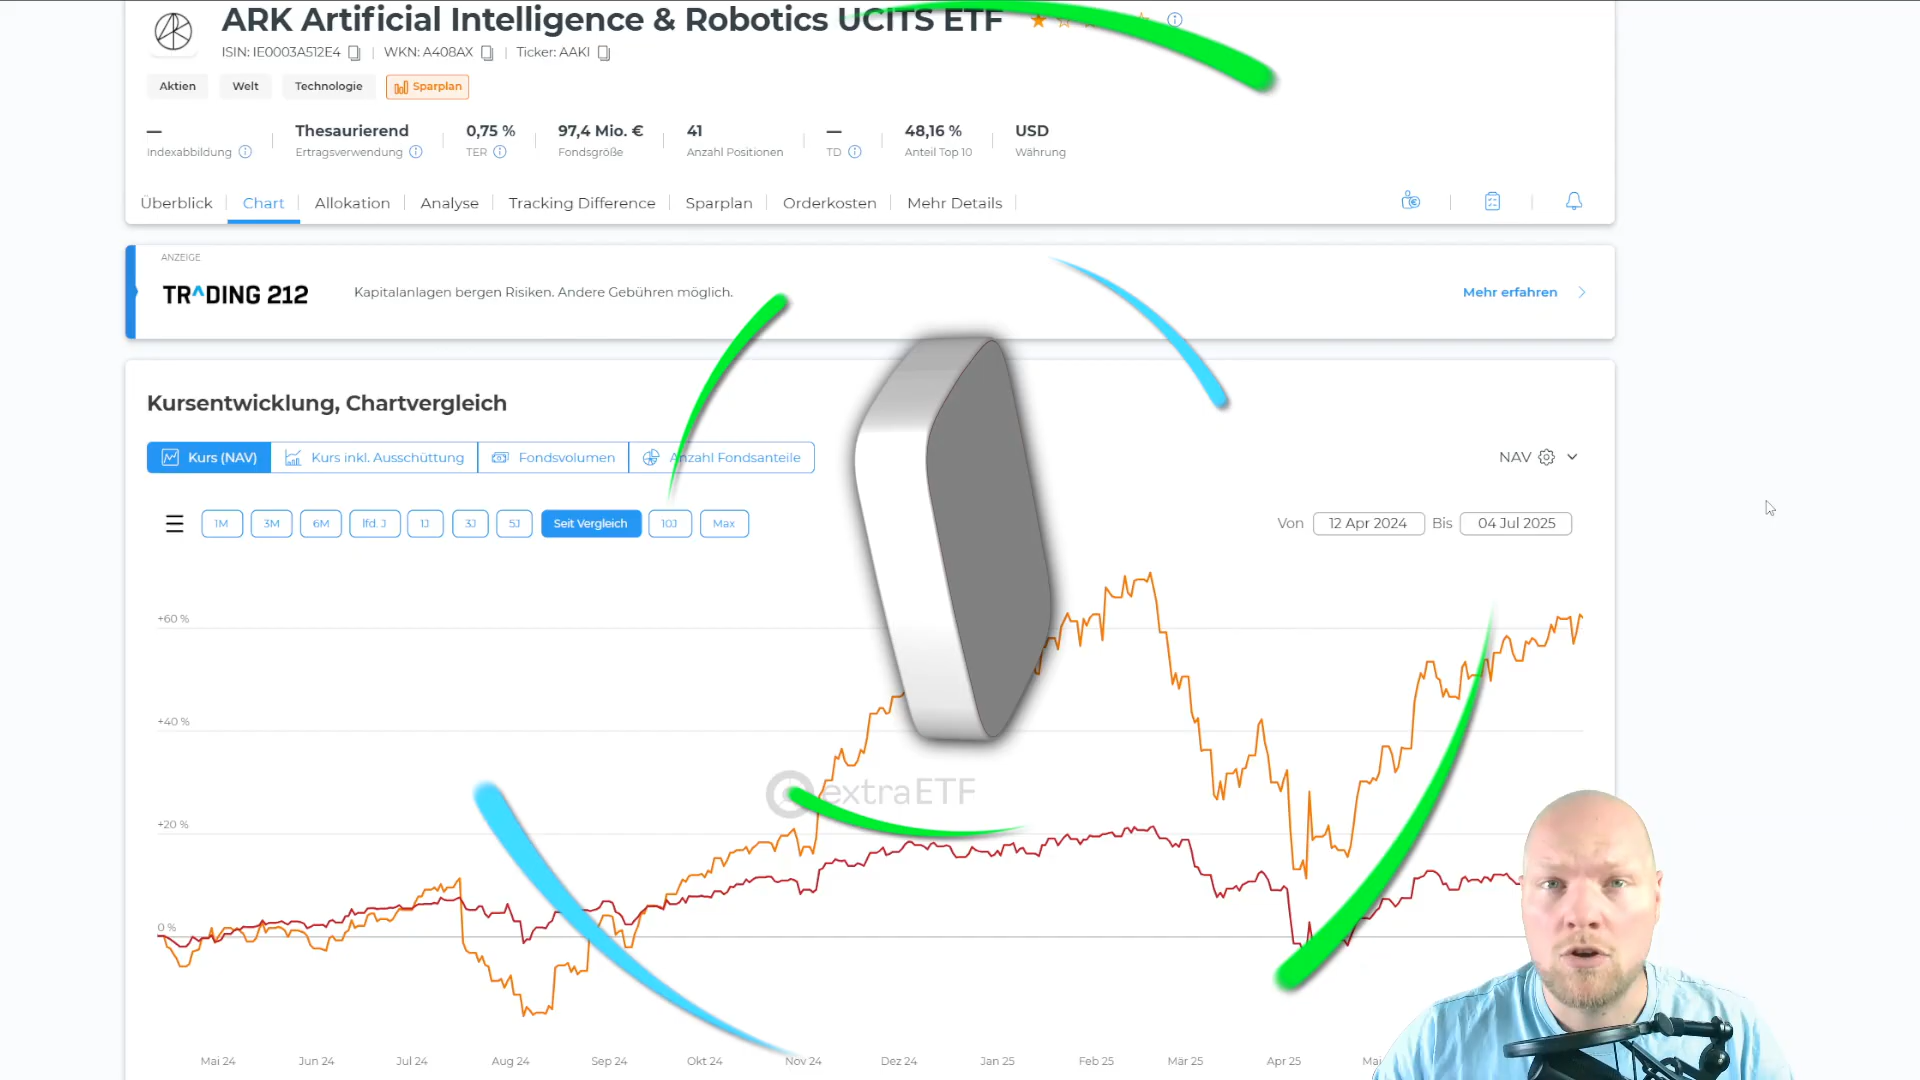 ARK Artificial Intelligence & Robotics UCITS ETF
ISIN: IE0003A512E4 | WKN: A408AX | Ticker: AAKI
Aktien Welt Technologie Sparplan
— Thesaurierend 0,75 % 97,4 Mio. € 41 — 48,16 % USD
Indexabbildung Ertragsverwendung TER Fondsgröße Anzahl Positionen TD Anteil Top 10 Währung
Überblick Chart Allokation Analyse Tracking Difference Sparplan Orderkosten Mehr Details
ANZEIGE
TRADING 212 Kapitalanlagen bergen Risiken. Andere Gebühren möglich. Mehr erfahren
Kursentwicklung, Chartvergleich
Kurs (NAV) Kurs inkl. Ausschüttung Fondsvolumen Anzahl Fondsanteile NAV
1M 3M 6M lfd. J 1J 3J 5J Seit Vergleich 10J Max Von 12 Apr 2024 Bis 04 Jul 2025
+60 %
+40 %
extraETF
+20 %
0 %
Mai 24 Jun 24 Jul 24 Aug 24 Sep 24 Okt 24 Nov 24 Dez 24 Jan 25 Feb 25 Mär 25 Apr 25 Mai